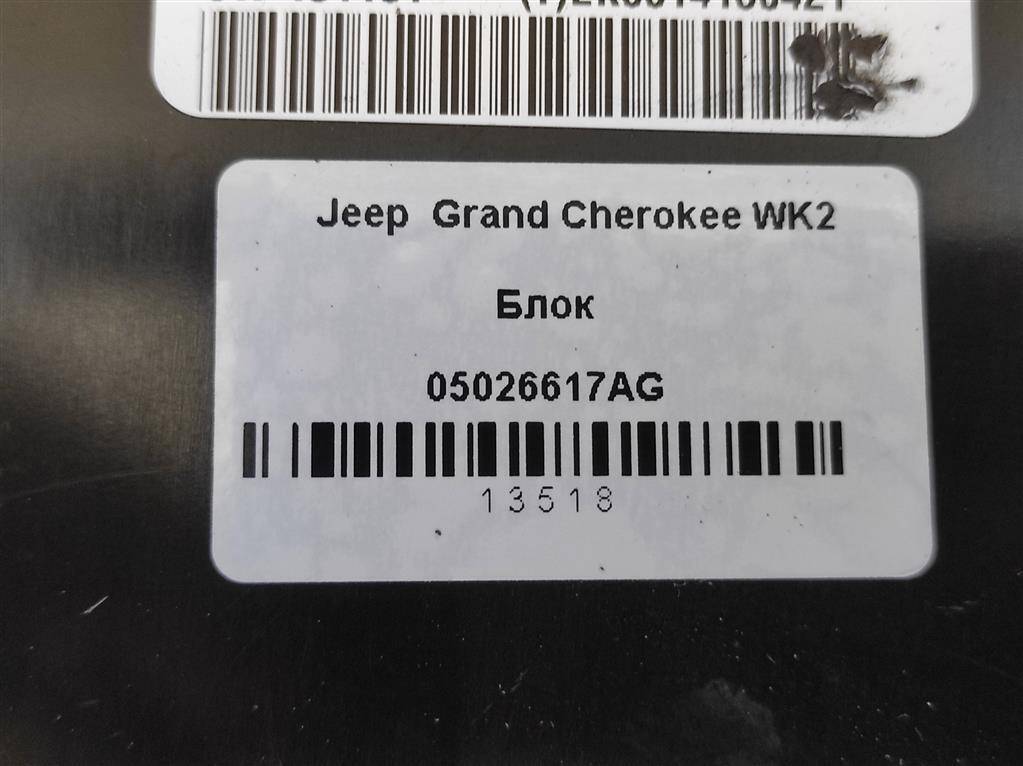 Jeep Grand Cherokee WK2
Блок
05026617AG
13518